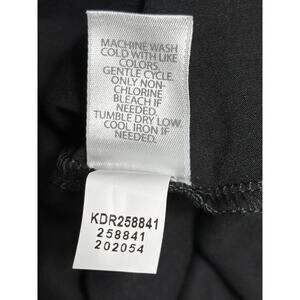 MACHINE WASH
COLD WITH LIKE
COLORS.
GENTLE CYCLE.
ONLY NON-
CHLORINE
BLEACH IF
NEEDED.
TUMBLE DRY LOW.
COOL IRON IF
NEEDED.
KDR258841
258841
202054